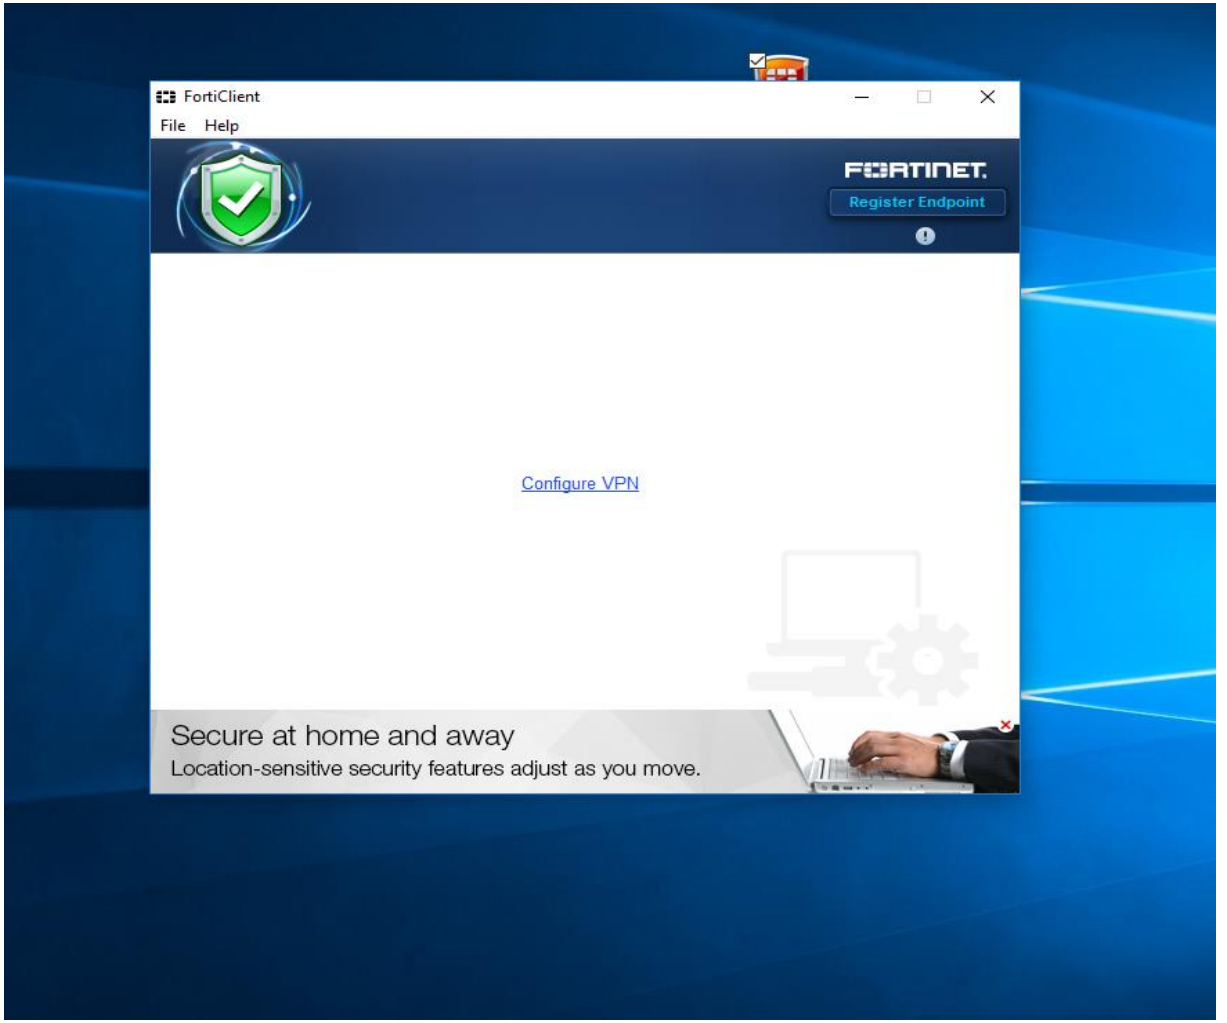 FortiClient
File Help
FORTINET
Register Endpoint
Configure VPN
Secure at home and away
Location-sensitive security features adjust as you move.